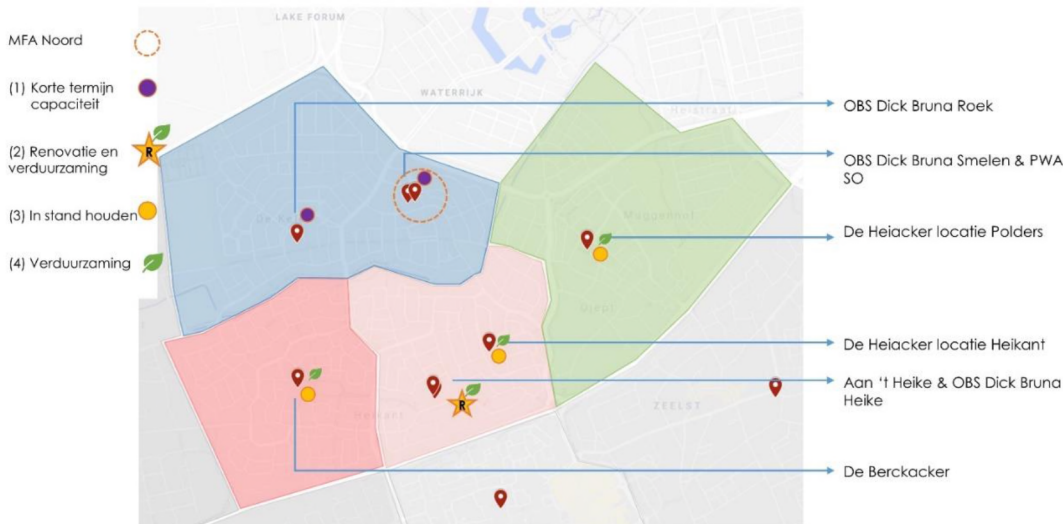 MFA Noord
(1) Korte termijn
capaciteit
R
(2) Renovatie en
verduurzaming
(3) In stand houden
(4) Verduurzaming
LAKE FORUM
WATERRIJK
ZEELST
R
OBS Dick Bruna Roek
OBS Dick Bruna Smelen & PWA
SO
De Heiacker locatie Polders
De Heiacker locatie Heikant
Aan 't Heike & OBS Dick Bruna
Heike
De Berckacker